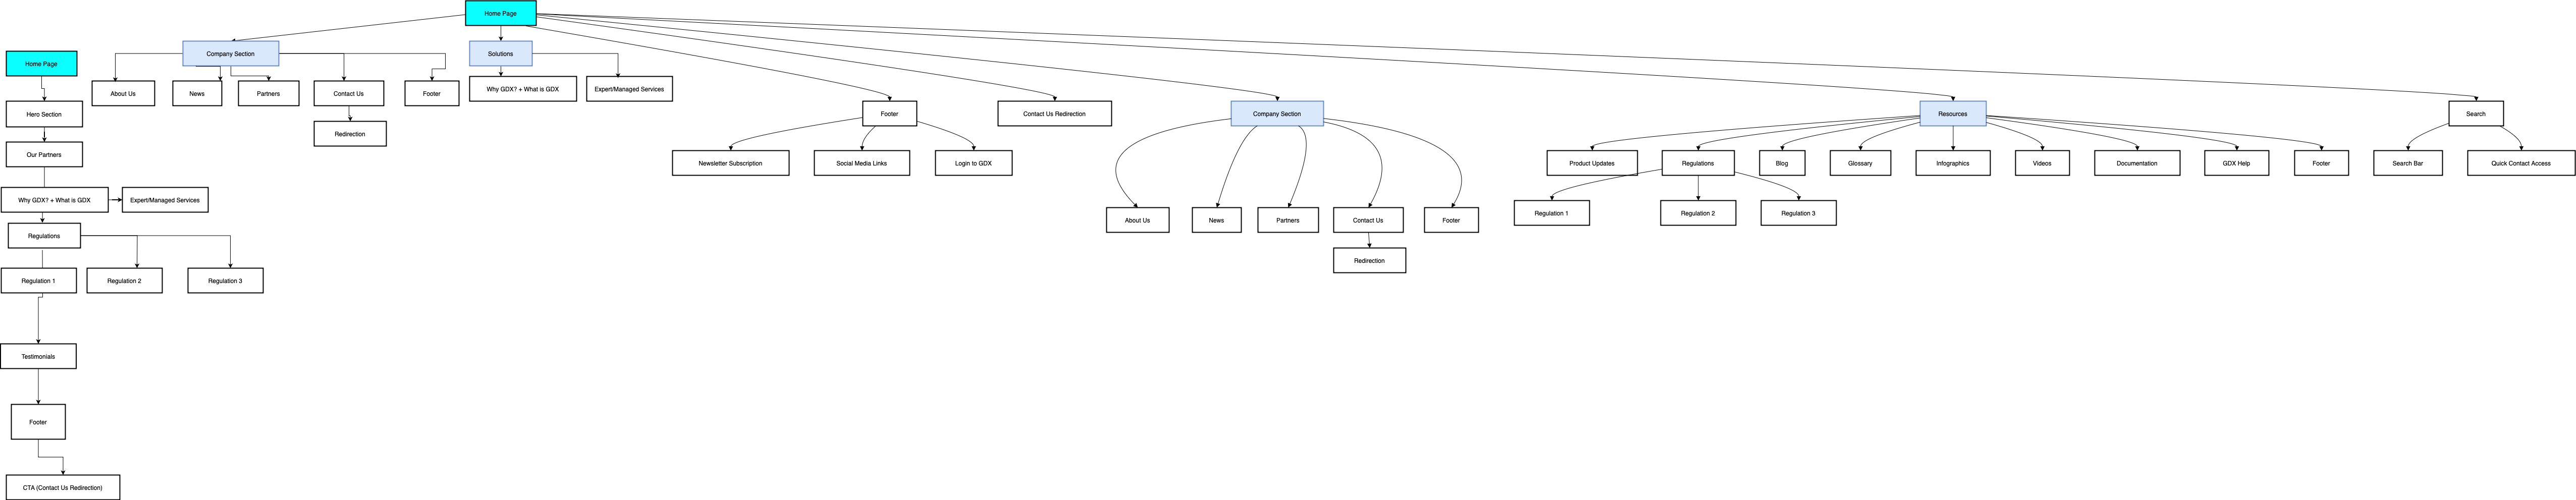 Home Page
Company Section
Solutions
Home Page
About Us
News
Partners
Contact Us
Footer
Why GDX? + What is GDX
Expert/Managed Services
Hero Section
Footer
Contact Us Redirection
Company Section
Resources
Search
Redirection
Our Partners
Newsletter Subscription
Social Media Links
Login to GDX
Product Updates
Regulations
Blog
Glossary
Infographics
Videos
Documentation
GDX Help
Footer
Search Bar
Quick Contact Access
Why GDX? + What is GDX
Expert/Managed Services
About Us
News
Partners
Contact Us
Footer
Regulation 1
Regulation 2
Regulation 3
Regulations
Redirection
Regulation 1
Regulation 2
Regulation 3
Testimonials
Footer
CTA (Contact Us Redirection)